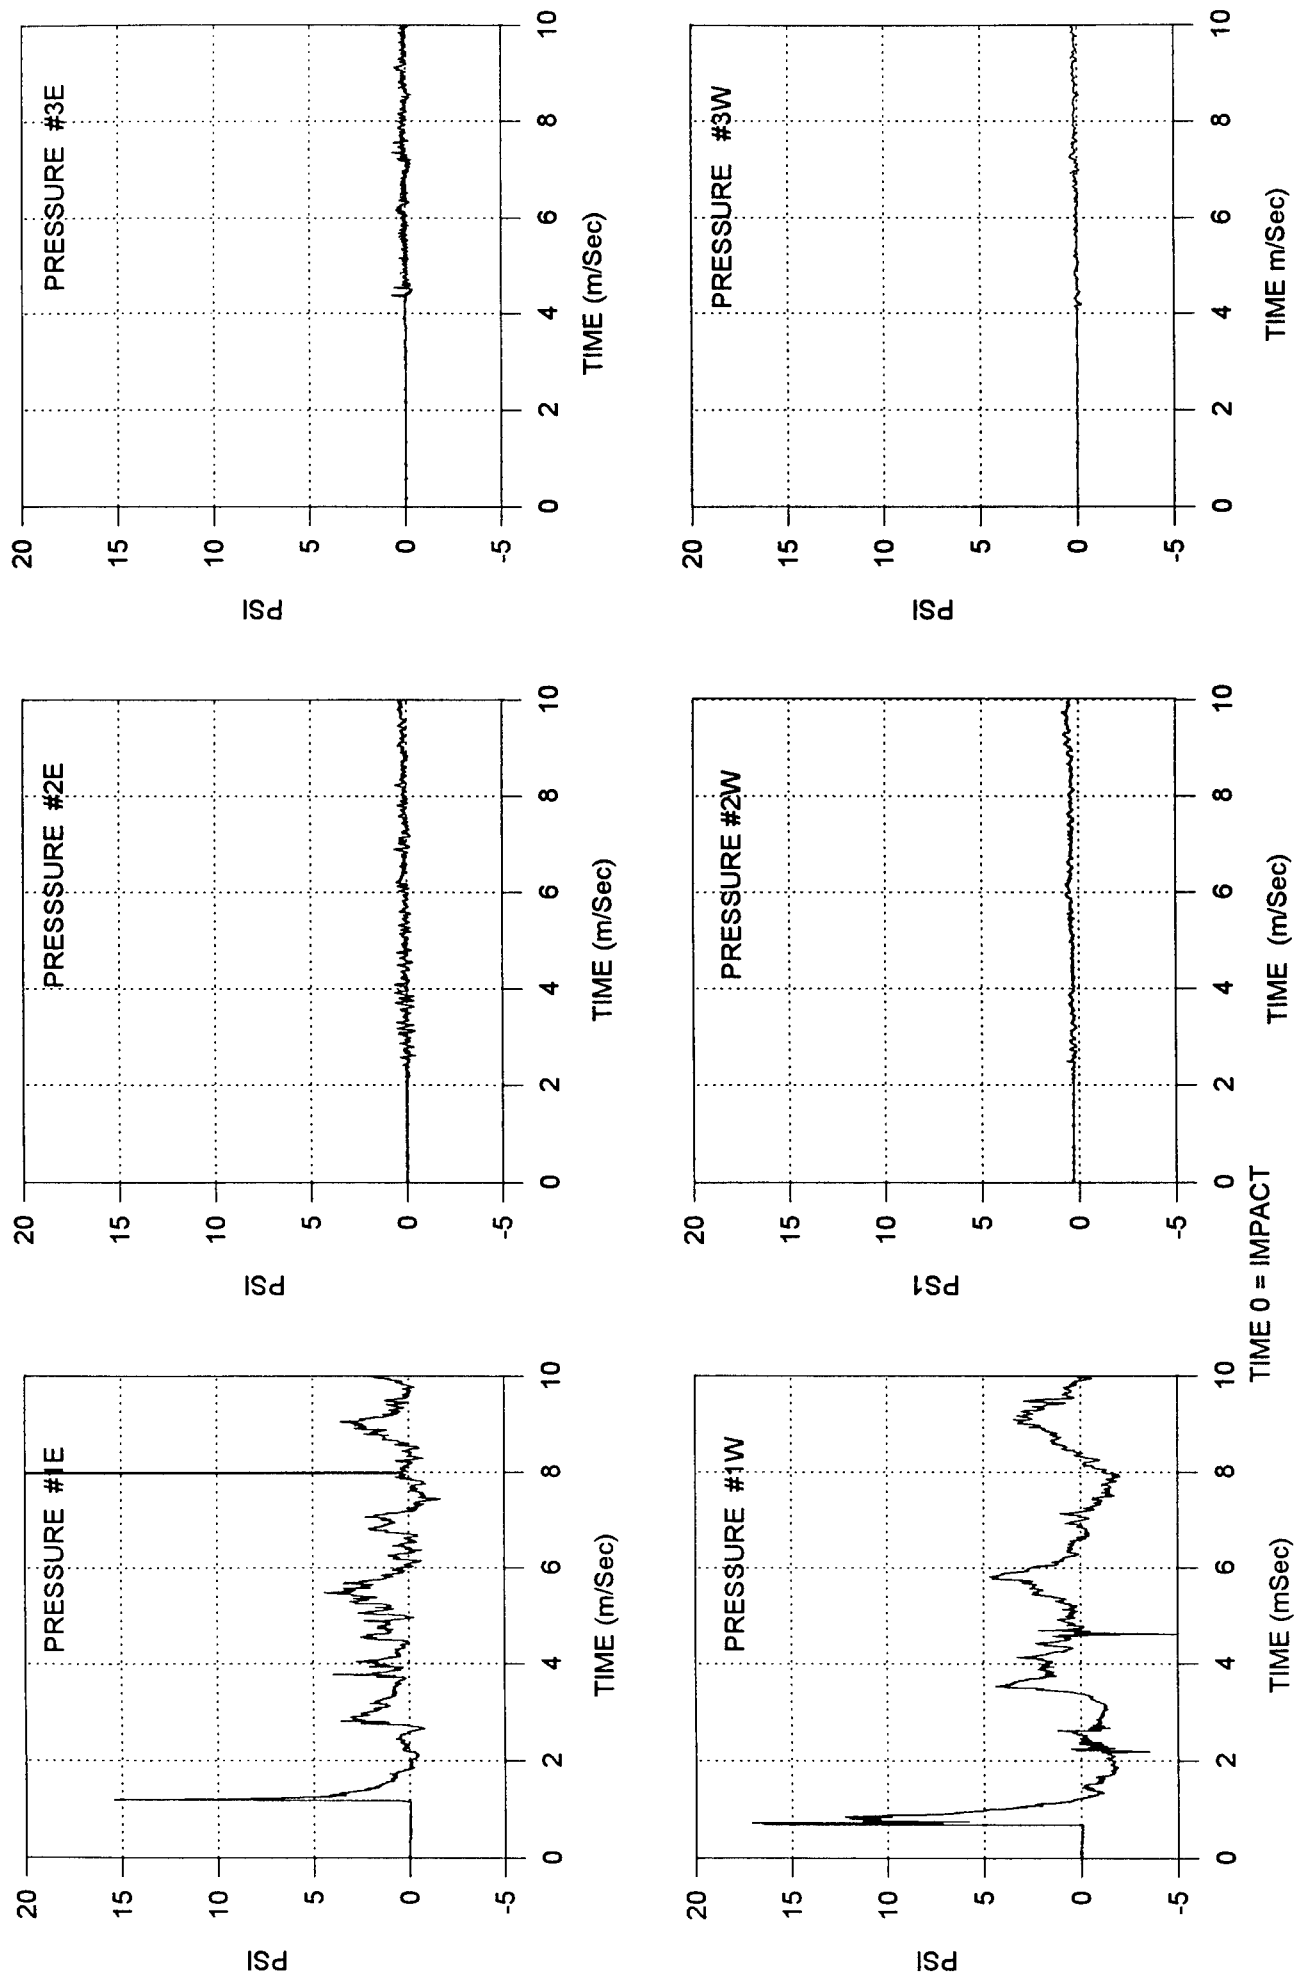 PRESSURE #1E
20
15
10
5
0
-5
PSI
0 2 4 6 8 10
TIME (m/Sec)
PRESSSURE #2E
20
15
10
5
0
-5
PSI
0 2 4 6 8 10
TIME (m/Sec)
PRESSURE #3E
20
15
10
5
0
-5
PSI
0 2 4 6 8 10
TIME (m/Sec)
PRESSURE #1W
20
15
10
5
0
-5
PSI
0 2 4 6 8 10
TIME (mSec)
PRESSURE #2W
20
15
10
5
0
-5
PS1
0 2 4 6 8 10
TIME (m/Sec)
PRESSURE #3W
20
15
10
5
0
-5
PSI
0 2 4 6 8 10
TIME m/Sec)
TIME 0 = IMPACT